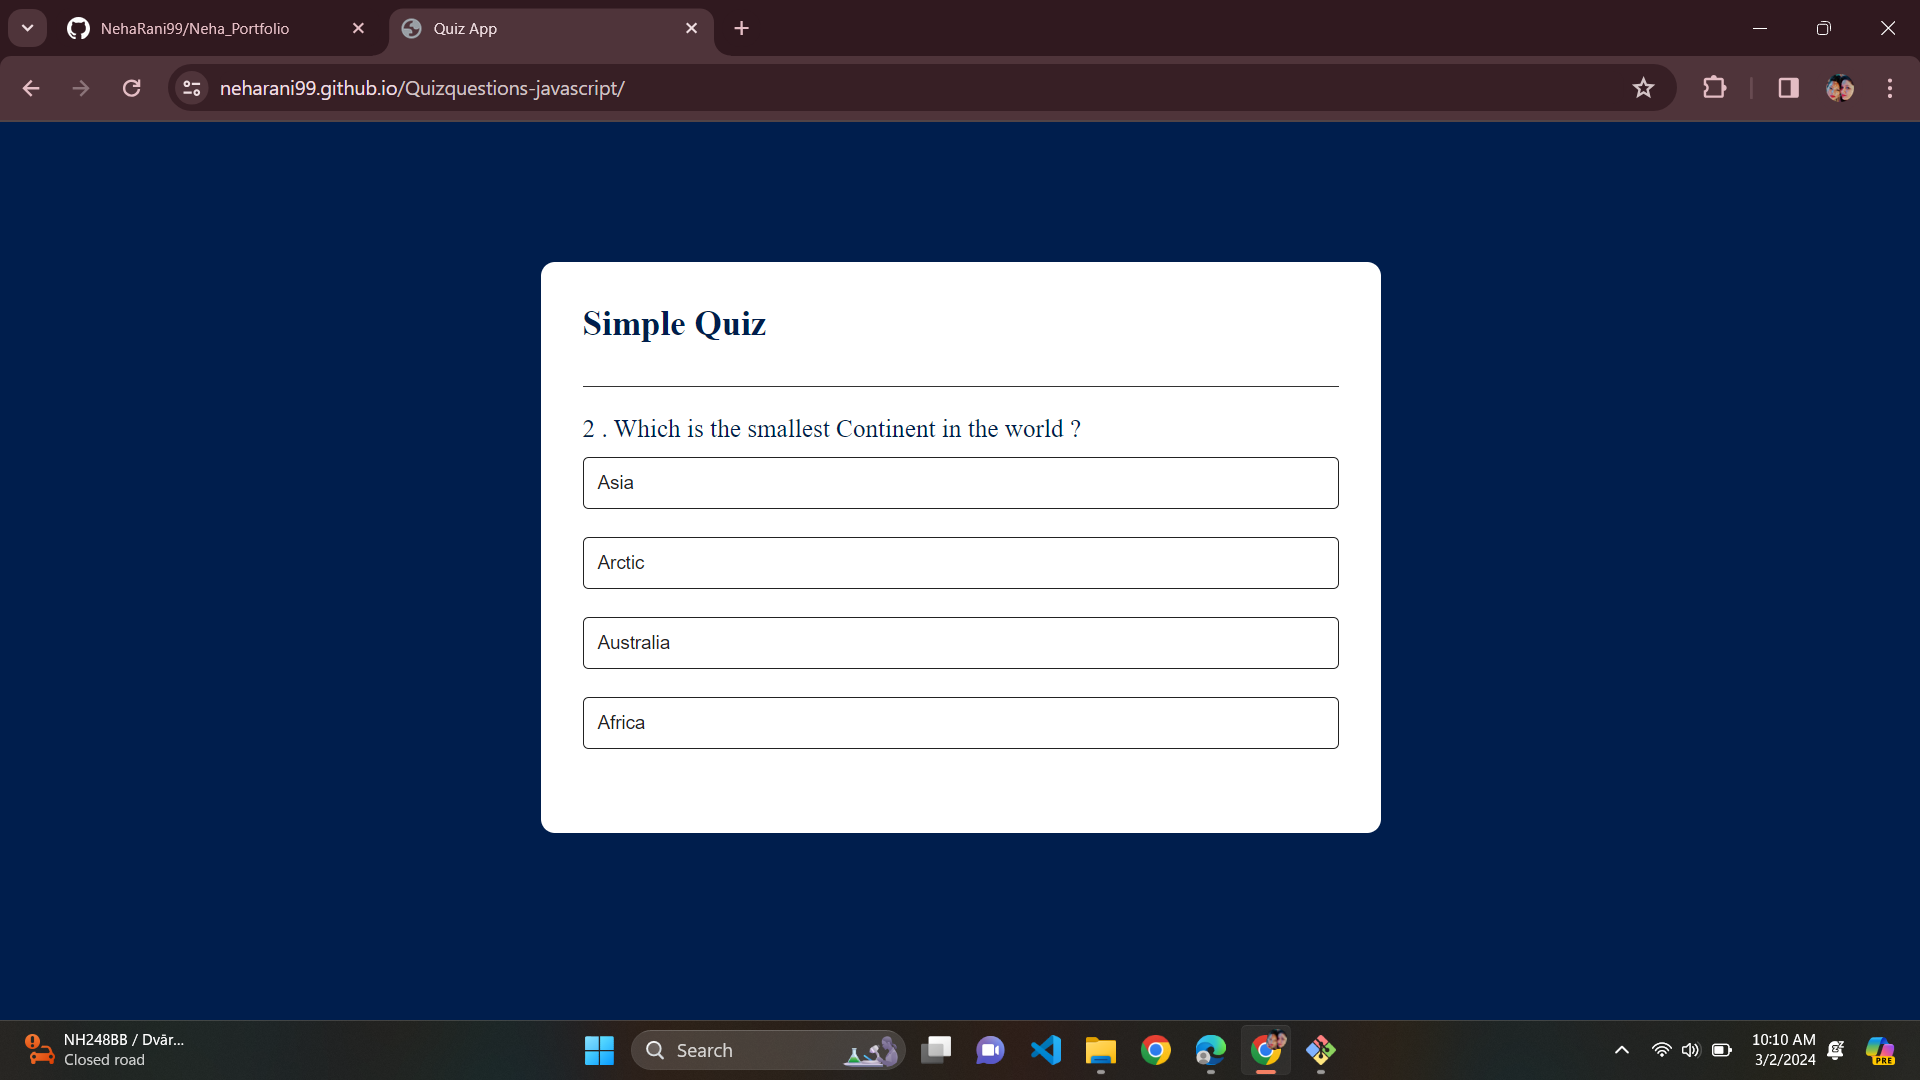 NehaRani99/Neha_Portfolio
Quiz App
neharani99.github.io/Quizquestions-javascript/
Simple Quiz
2 . Which is the smallest Continent in the world ?
Asia
Arctic
Australia
Africa
NH248BB / Dvār...
Closed road
Search
10:10 AM
3/2/2024
PRE